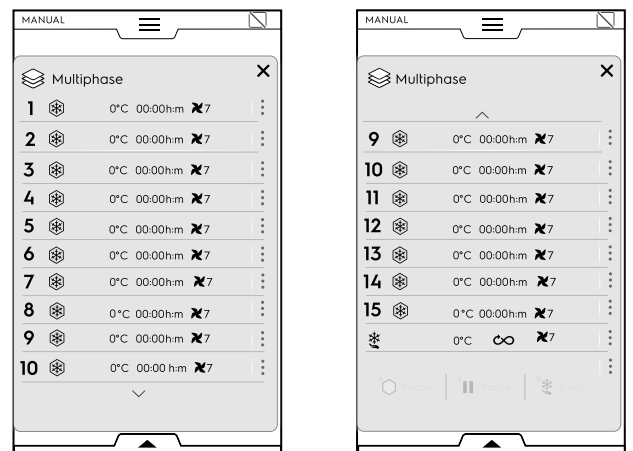 MANUAL
Multiphase
1 0°C 00:00h:m 7
2 0°C 00:00h:m 7
3 0°C 00:00h:m 7
4 0°C 00:00h:m 7
5 0°C 00:00h:m 7
6 0°C 00:00h:m 7
7 0°C 00:00h:m 7
8 0°C 00:00h:m 7
9 0°C 00:00h:m 7
10 0°C 00:00 h:m 7
MANUAL
Multiphase
9 0°C 00:00h:m 7
10 0°C 00:00h:m 7
11 0°C 00:00h:m 7
12 0°C 00:00h:m 7
13 0°C 00:00h:m 7
14 0°C 00:00h:m 7
15 0°C 00:00h:m 7
0°C ∞ 7
Phase Pause Cons